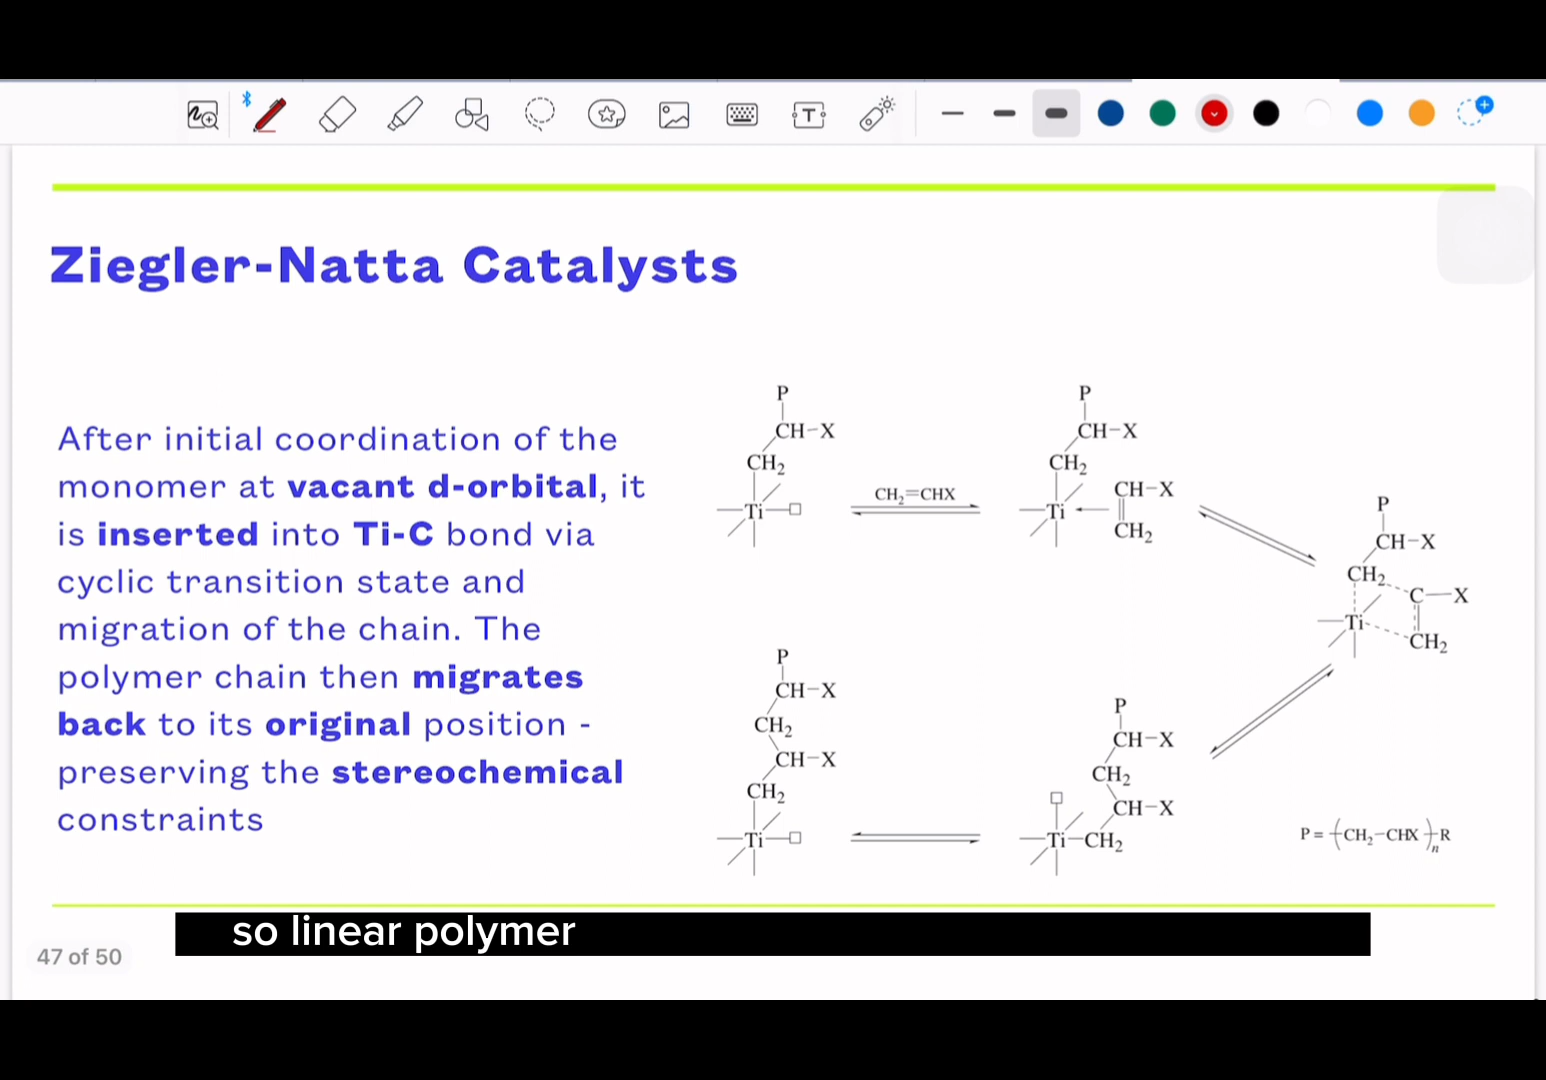 T
Ziegler-Natta Catalysts
After initial coordination of the
monomer at vacant d-orbital, it
is inserted into Ti-C bond via
cyclic transition state and
migration of the chain. The
polymer chain then migrates
back to its original position -
preserving the stereochemical
constraints
P
CH-X
CH₂
Ti
CH₂=CHX
P
CH-X
CH₂
Ti
CH-X
CH₂
P
CH-X
CH₂
C-X
Ti
CH₂
P
CH-X
CH₂
CH-X
CH₂
Ti
P
CH-X
CH₂
CH-X
Ti-CH₂
P = (CH₂-CHX)ₙR
so linear polymer
47 of 50